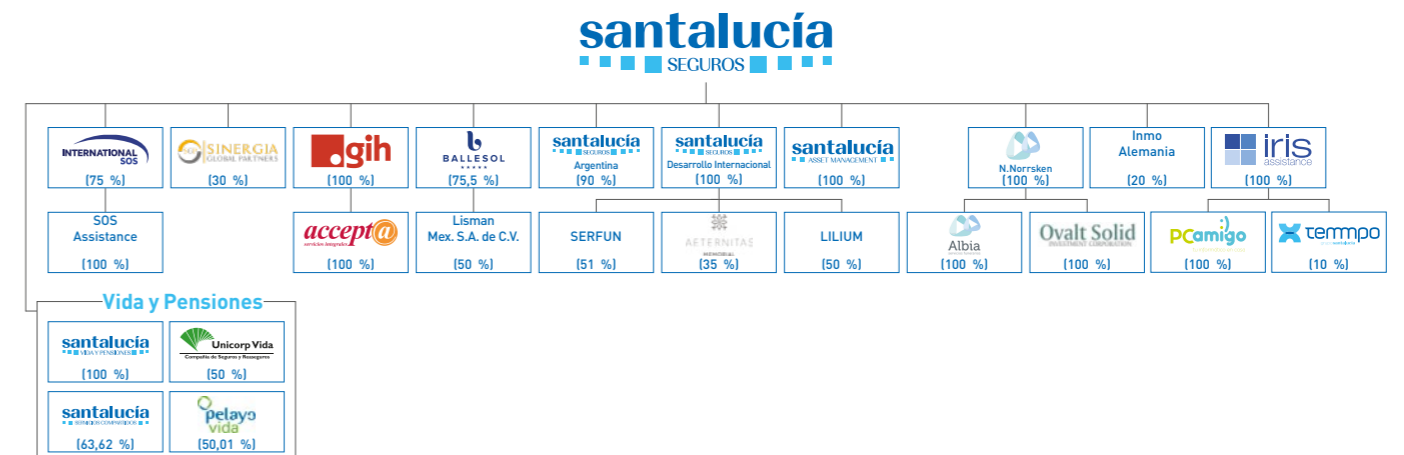 santalucía
SEGUROS
INTERNATIONAL
SOS
(75 %)
SINERGIA
GLOBAL PARTNERS
(30 %)
.gih
(100 %)
BALLESOL
(75,5 %)
santalucía
SEGUROS
Argentina
(90 %)
santalucía
SEGUROS
Desarrollo Internacional
(100 %)
santalucía
ASSET MANAGEMENT
(100 %)
N.Norrsken
(100 %)
Inmo
Alemania
(20 %)
iris
assistance
(100 %)
SOS
Assistance
(100 %)
accept@
servicios integrales
(100 %)
Lisman
Mex. S.A. de C.V.
(50 %)
SERFUN
(51 %)
AETERNITAS
MEMORIAL
(35 %)
LILIUM
(50 %)
Albia
(100 %)
Ovalt Solid
INVESTMENT CORPORATION
(100 %)
PCamigo
(100 %)
temmpo
(10 %)
Vida y Pensiones
santalucía
VIDA Y PENSIONES
(100 %)
Unicorp Vida
Compañía de Seguros y Reaseguros
(50 %)
santalucía
SERVICIOS COMPARTIDOS
(63,62 %)
pelayo
vida
(50,01 %)